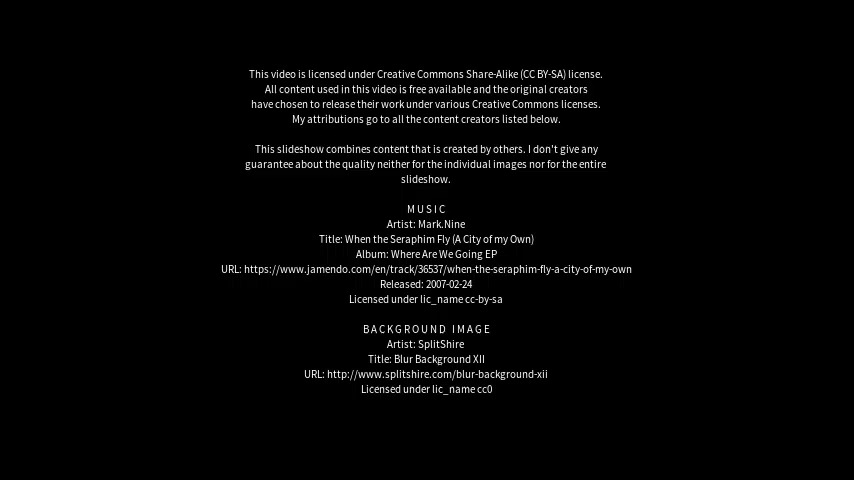 This video is licensed under Creative Commons Share-Alike (CC BY-SA) license.
All content used in this video is free available and the original creators
have chosen to release their work under various Creative Commons licenses.
My attributions go to all the content creators listed below.
This slideshow combines content that is created by others. I don't give any
guarantee about the quality neither for the individual images nor for the entire
slideshow.
MUSIC
Artist: Mark.Nine
Title: When the Seraphim Fly (A City of my Own)
Album: Where Are We Going EP
URL: https://www.jamendo.com/en/track/36537/when-the-seraphim-fly-a-city-of-my-own
Released: 2007-02-24
Licensed under lic_name cc-by-sa
BACKGROUND IMAGE
Artist: SplitShire
Title: Blur Background XII
URL: http://www.splitshire.com/blur-background-xii
Licensed under lic_name cc0